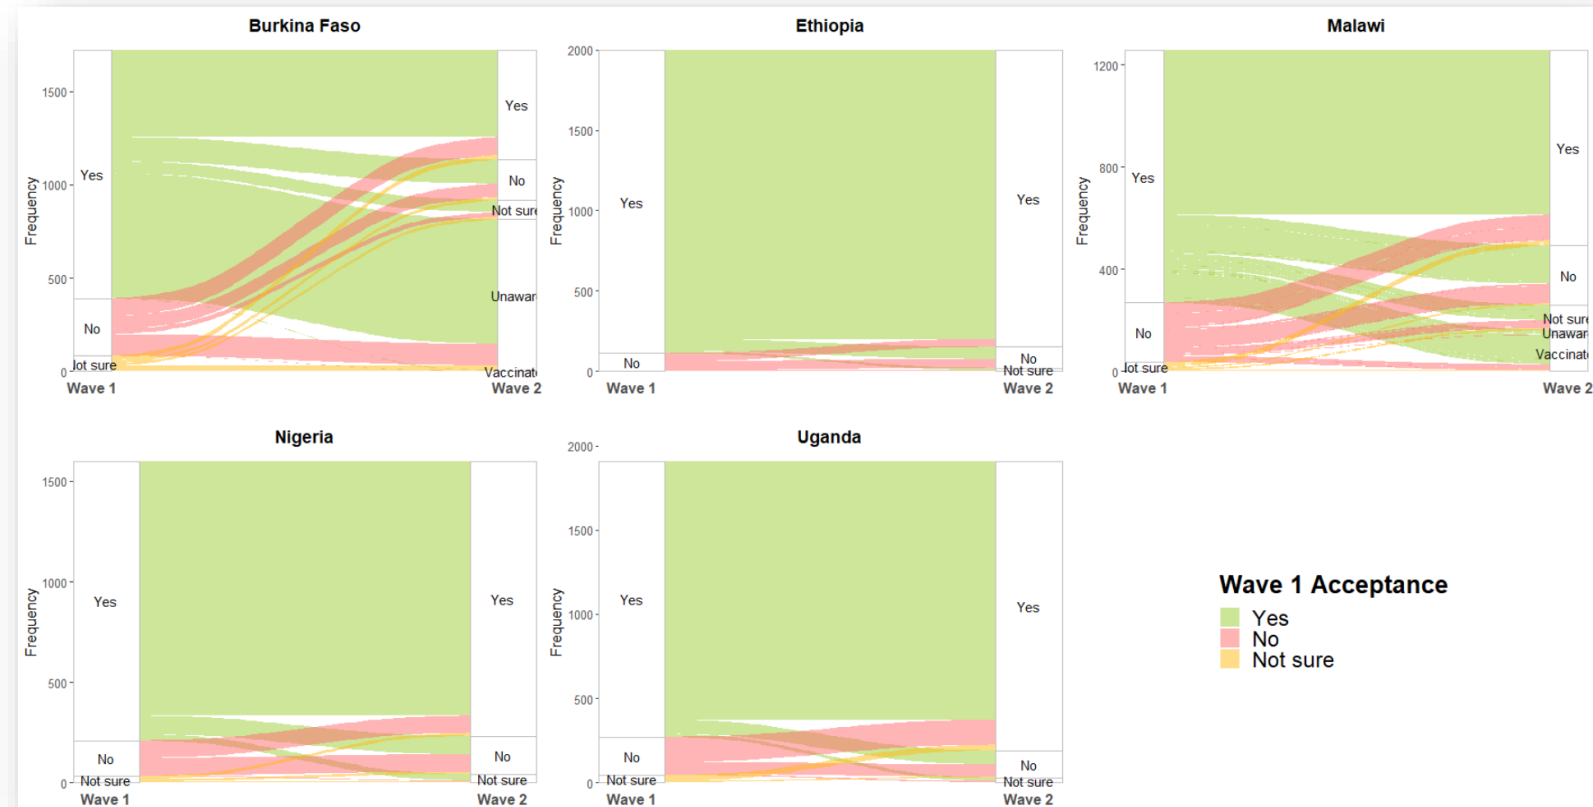 Burkina Faso
Frequency
1500
1000
500
0
Yes
No
Not sure
Yes
No
Not sure
Unawar
Vaccinate
Wave 1
Wave 2
Ethiopia
Frequency
2000
1500
1000
500
0
Yes
No
Yes
No
Not sure
Wave 1
Wave 2
Malawi
Frequency
1200
800
400
0
Yes
No
Not sure
Yes
No
Not sure
Unawar
Vaccinate
Wave 1
Wave 2
Nigeria
Frequency
1500
1000
500
0
Yes
No
Not sure
Yes
No
Not sure
Wave 1
Wave 2
Uganda
Frequency
2000
1500
1000
500
0
Yes
No
Not sure
Yes
No
Not sure
Wave 1
Wave 2
Wave 1 Acceptance
Yes
No
Not sure